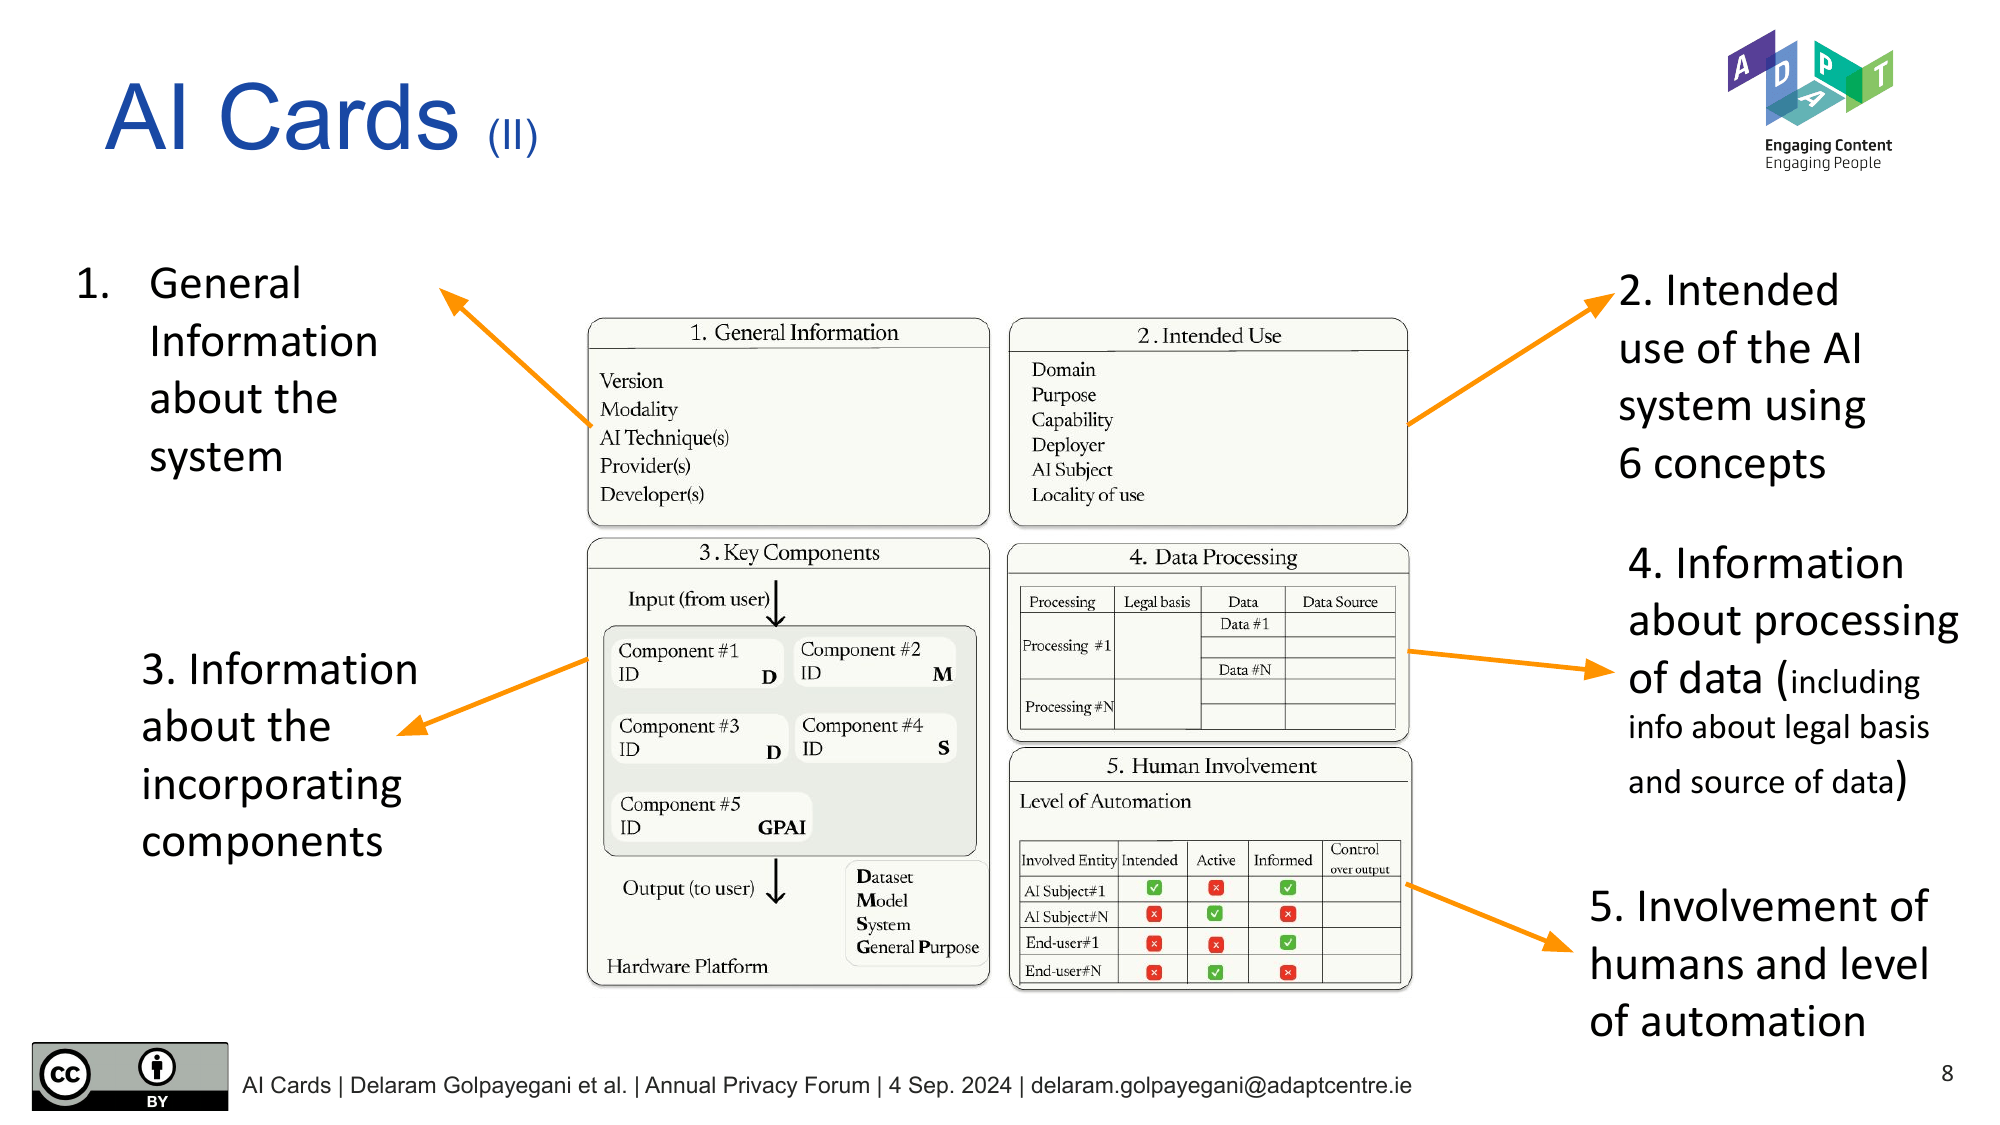 AI Cards (II)
A D A P T
Engaging Content
Engaging People
1. General
Information
about the
system
2. Intended
use of the AI
system using
6 concepts
3. Information
about the
incorporating
components
4. Information
about processing
of data (including
info about legal basis
and source of data)
5. Involvement of
humans and level
of automation
1. General Information
Version
Modality
AI Technique(s)
Provider(s)
Developer(s)
2. Intended Use
Domain
Purpose
Capability
Deployer
AI Subject
Locality of use
3. Key Components
Input (from user)
Component #1
ID D
Component #2
ID M
Component #3
ID D
Component #4
ID S
Component #5
ID GPAI
Output (to user)
Dataset
Model
System
General Purpose
Hardware Platform
4. Data Processing
Processing Legal basis Data Data Source
Processing #1
Data #1
Data #N
Processing #N
5. Human Involvement
Level of Automation
Involved Entity Intended Active Informed Control over output
AI Subject#1
AI Subject#N
End-user#1
End-user#N
CC BY
AI Cards | Delaram Golpayegani et al. | Annual Privacy Forum | 4 Sep. 2024 | delaram.golpayegani@adaptcentre.ie
8